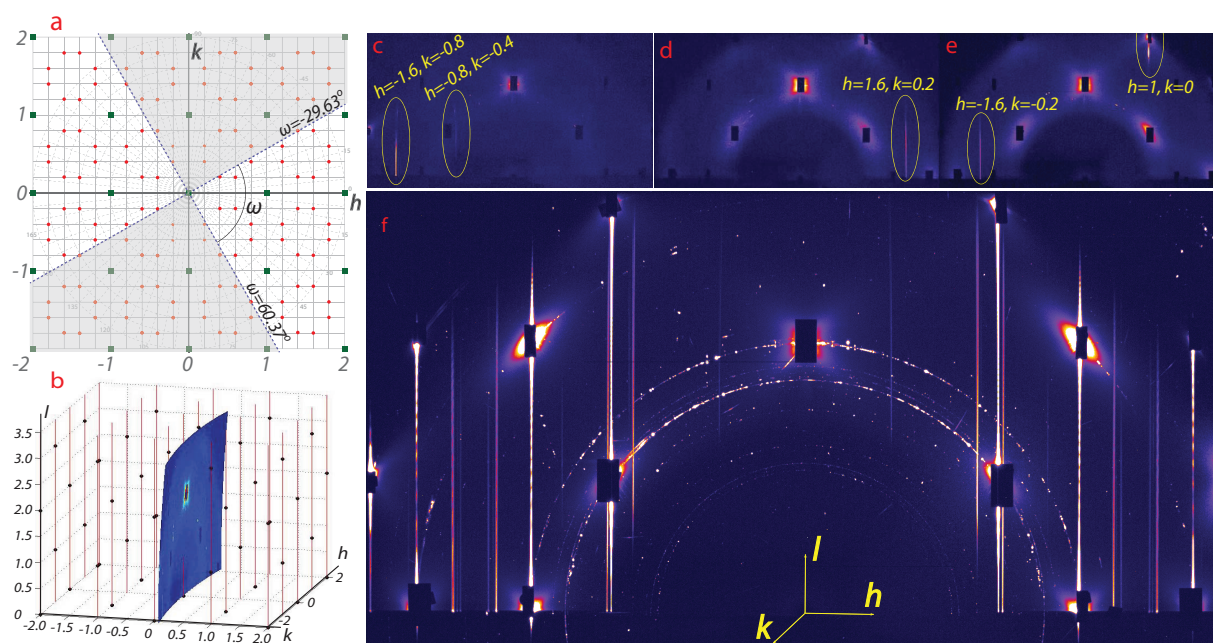 a
2
1
0
-1
-2
-1
0
1
2
k
h
ω
ω=-29.63°
ω=60.37°
b
l
3.5
3.0
2.5
2.0
1.5
1.0
0.5
0
-2.0
-1.5
-1.0
-0.5
0
0.5
1.0
1.5
2.0
k
-2
0
2
h
c
h=-1.6, k=-0.8
h=-0.8, k=-0.4
d
h=1.6, k=0.2
e
h=-1.6, k=-0.2
h=1, k=0
f
l
h
k